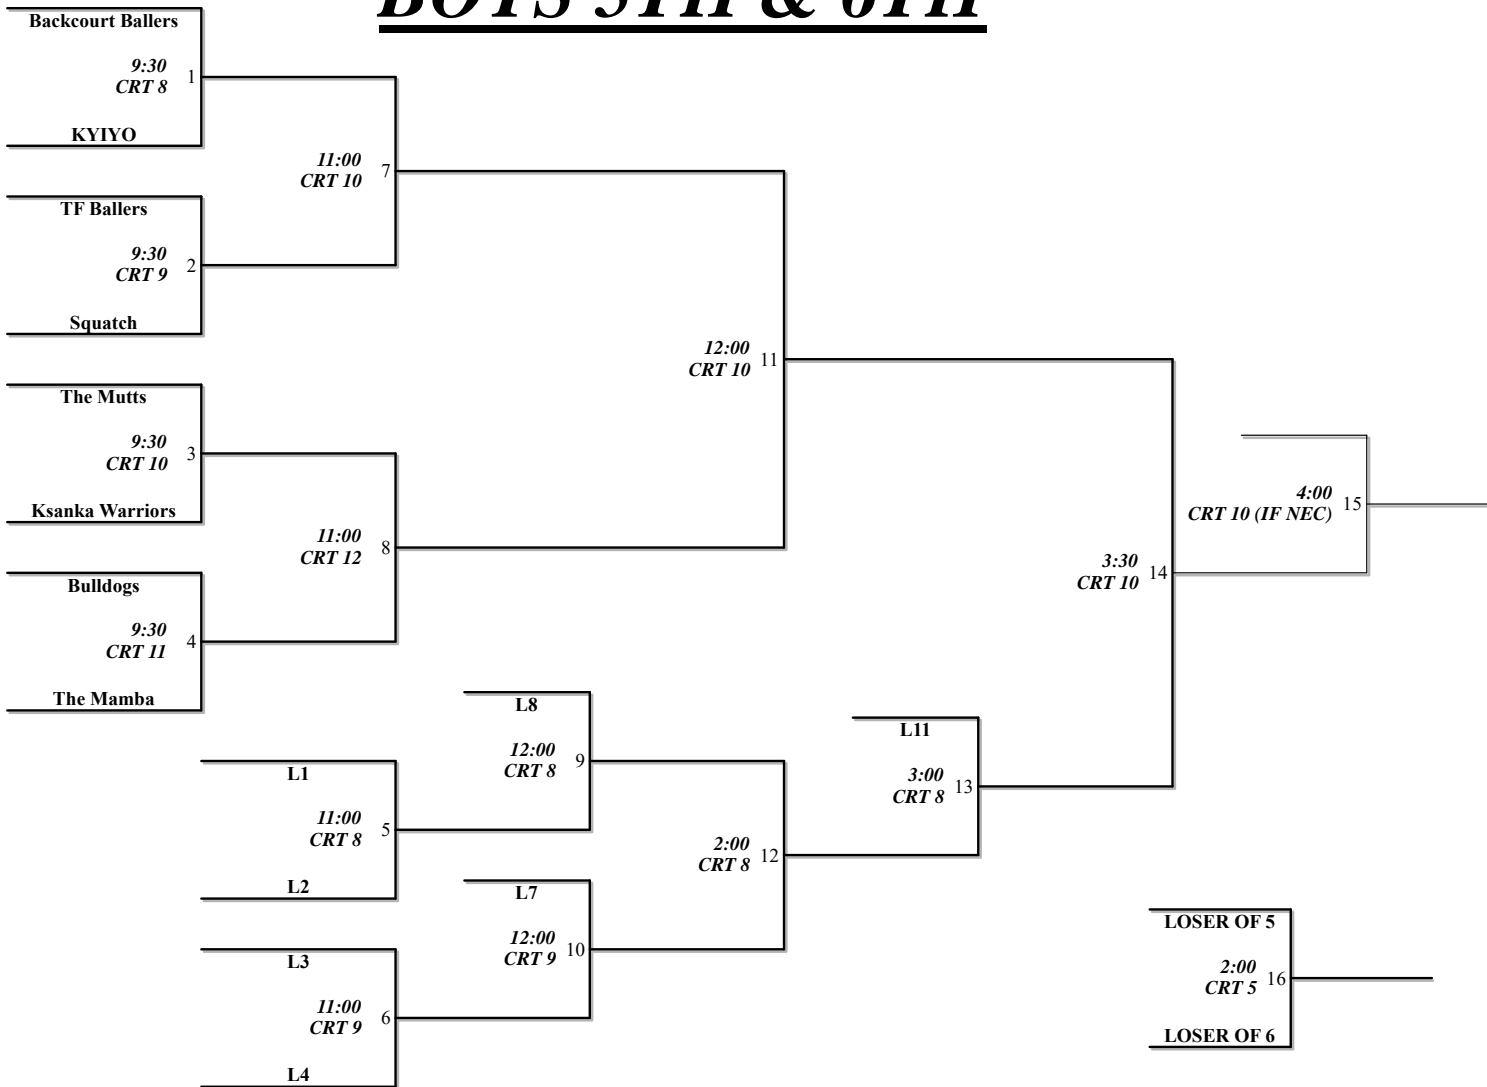 BOYS 5TH & 6TH
Backcourt Ballers
9:30
CRT 8
1
KYIYO
11:00
CRT 10
7
TF Ballers
9:30
CRT 9
2
Squatch
12:00
CRT 10
11
The Mutts
9:30
CRT 10
3
Ksanka Warriors
11:00
CRT 12
8
Bulldogs
9:30
CRT 11
4
The Mamba
4:00
CRT 10 (IF NEC)
15
3:30
CRT 10
14
L8
12:00
CRT 8
9
L1
11:00
CRT 8
5
L2
L11
3:00
CRT 8
13
2:00
CRT 8
12
L7
12:00
CRT 9
10
L3
11:00
CRT 9
6
L4
LOSER OF 5
2:00
CRT 5
16
LOSER OF 6